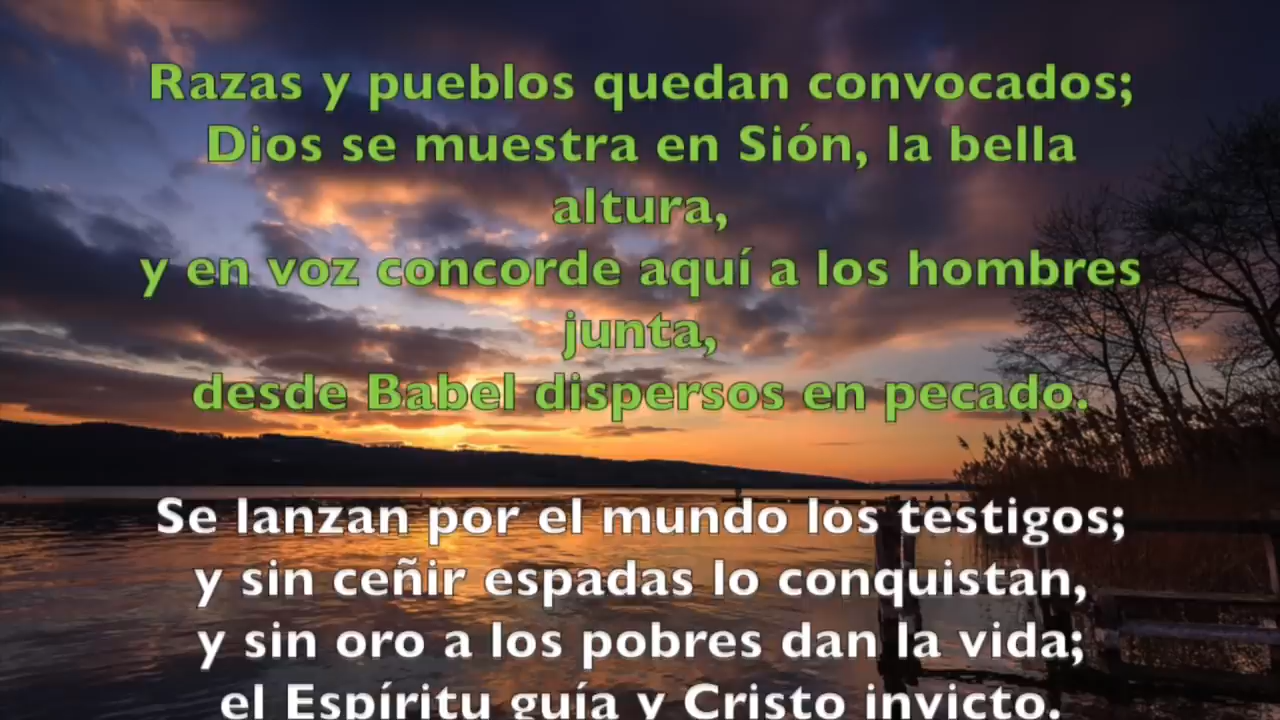 Razas y pueblos quedan convocados;
Dios se muestra en Sión, la bella
altura,
y en voz concorde aquí a los hombres
junta,
desde Babel dispersos en pecado.
Se lanzan por el mundo los testigos;
y sin ceñir espadas lo conquistan,
y sin oro a los pobres dan la vida;
el Espíritu guía y Cristo invicto.